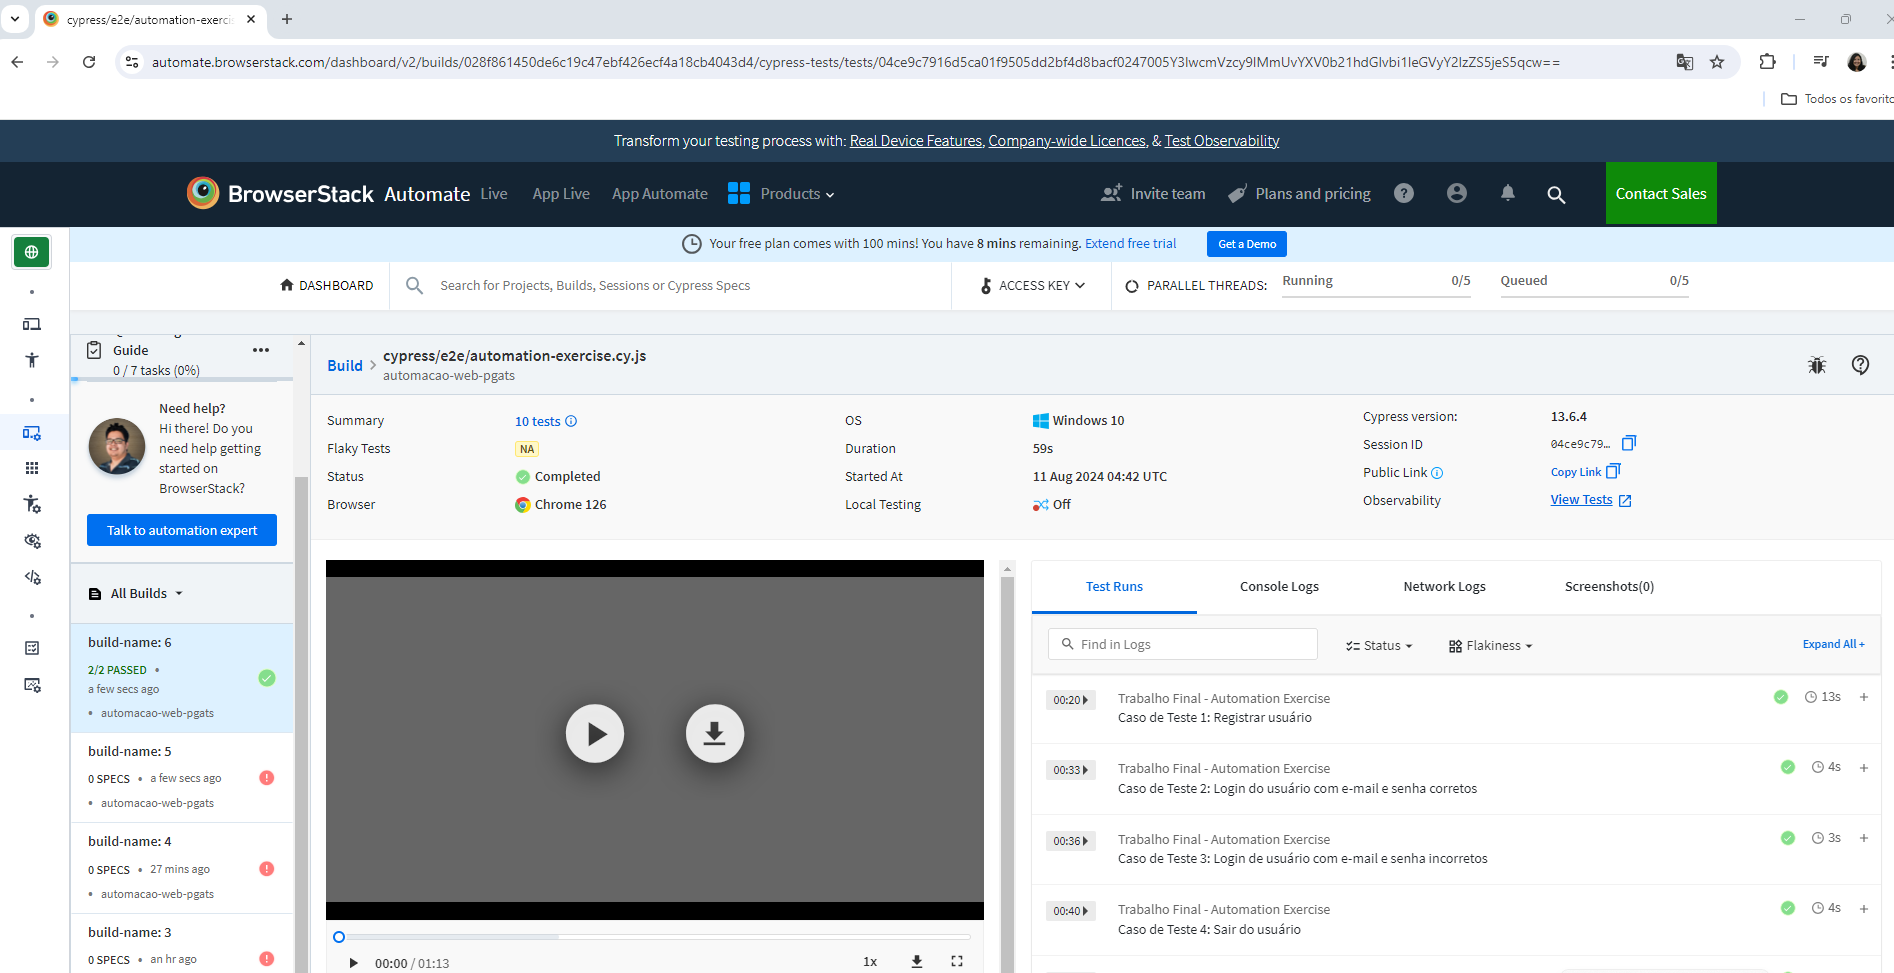 cypress/e2e/automation-exercis
automate.browserstack.com/dashboard/v2/builds/028f861450de6c19c47ebf426ecf4a18cb4043d4/cypress-tests/tests/04ce9c7916d5ca01f9505dd2bf4d8bacf0247005Y3lwcmVzcy9lMmUvYXV0b21hdGlvbi1leGVyY2lzZS5jeS5qcw==
Todos os favorito
Transform your testing process with: Real Device Features, Company-wide Licences, & Test Observability
BrowserStack Automate Live App Live App Automate Products Invite team Plans and pricing Contact Sales
Your free plan comes with 100 mins! You have 8 mins remaining. Extend free trial Get a Demo
DASHBOARD Search for Projects, Builds, Sessions or Cypress Specs ACCESS KEY PARALLEL THREADS: Running 0/5 Queued 0/5
Guide
0 / 7 tasks (0%)
Need help?
Hi there! Do you
need help getting
started on
BrowserStack?
Talk to automation expert
All Builds
build-name: 6
2/2 PASSED •
a few secs ago
• automacao-web-pgats
build-name: 5
0 SPECS • a few secs ago
• automacao-web-pgats
build-name: 4
0 SPECS • 27 mins ago
• automacao-web-pgats
build-name: 3
0 SPECS • an hr ago
Build > cypress/e2e/automation-exercise.cy.js
automacao-web-pgats
Summary 10 tests
Flaky Tests NA
Status Completed
Browser Chrome 126
OS Windows 10
Duration 59s
Started At 11 Aug 2024 04:42 UTC
Local Testing Off
Cypress version: 13.6.4
Session ID 04ce9c79...
Public Link Copy Link
Observability View Tests
00:00 / 01:13 1x
Test Runs Console Logs Network Logs Screenshots(0)
Find in Logs Status Flakiness Expand All +
00:20 Trabalho Final - Automation Exercise 13s +
Caso de Teste 1: Registrar usuário
00:33 Trabalho Final - Automation Exercise 4s +
Caso de Teste 2: Login do usuário com e-mail e senha corretos
00:36 Trabalho Final - Automation Exercise 3s +
Caso de Teste 3: Login de usuário com e-mail e senha incorretos
00:40 Trabalho Final - Automation Exercise 4s +
Caso de Teste 4: Sair do usuário